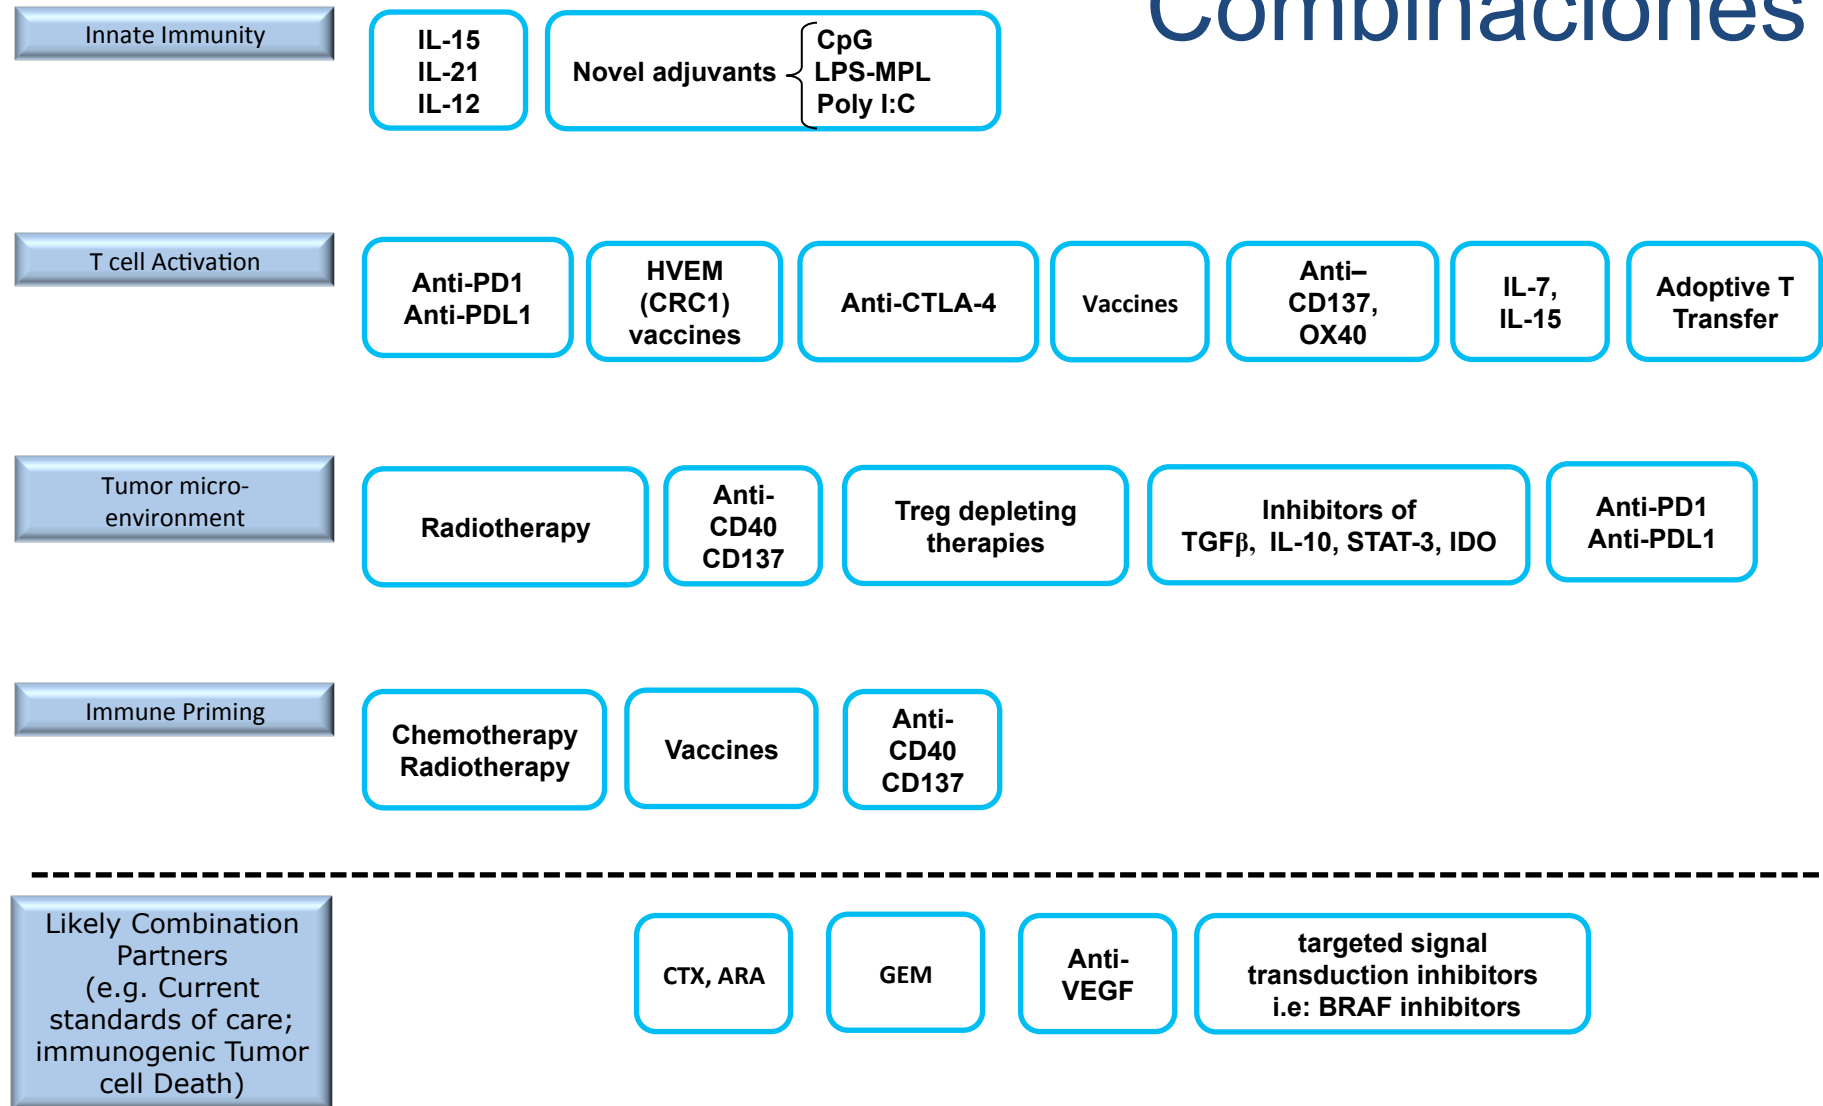 Combinaciones
Innate Immunity
IL-15
IL-21
IL-12
Novel adjuvants
CpG
LPS-MPL
Poly I:C
T cell Activation
Anti-PD1
Anti-PDL1
HVEM
(CRC1)
vaccines
Anti-CTLA-4
Vaccines
Anti–
CD137,
OX40
IL-7,
IL-15
Adoptive T
Transfer
Tumor micro-
environment
Radiotherapy
Anti-
CD40
CD137
Treg depleting
therapies
Inhibitors of
TGFβ, IL-10, STAT-3, IDO
Anti-PD1
Anti-PDL1
Immune Priming
Chemotherapy
Radiotherapy
Vaccines
Anti-
CD40
CD137
Likely Combination
Partners
(e.g. Current
standards of care;
immunogenic Tumor
cell Death)
CTX, ARA
GEM
Anti-
VEGF
targeted signal
transduction inhibitors
i.e: BRAF inhibitors